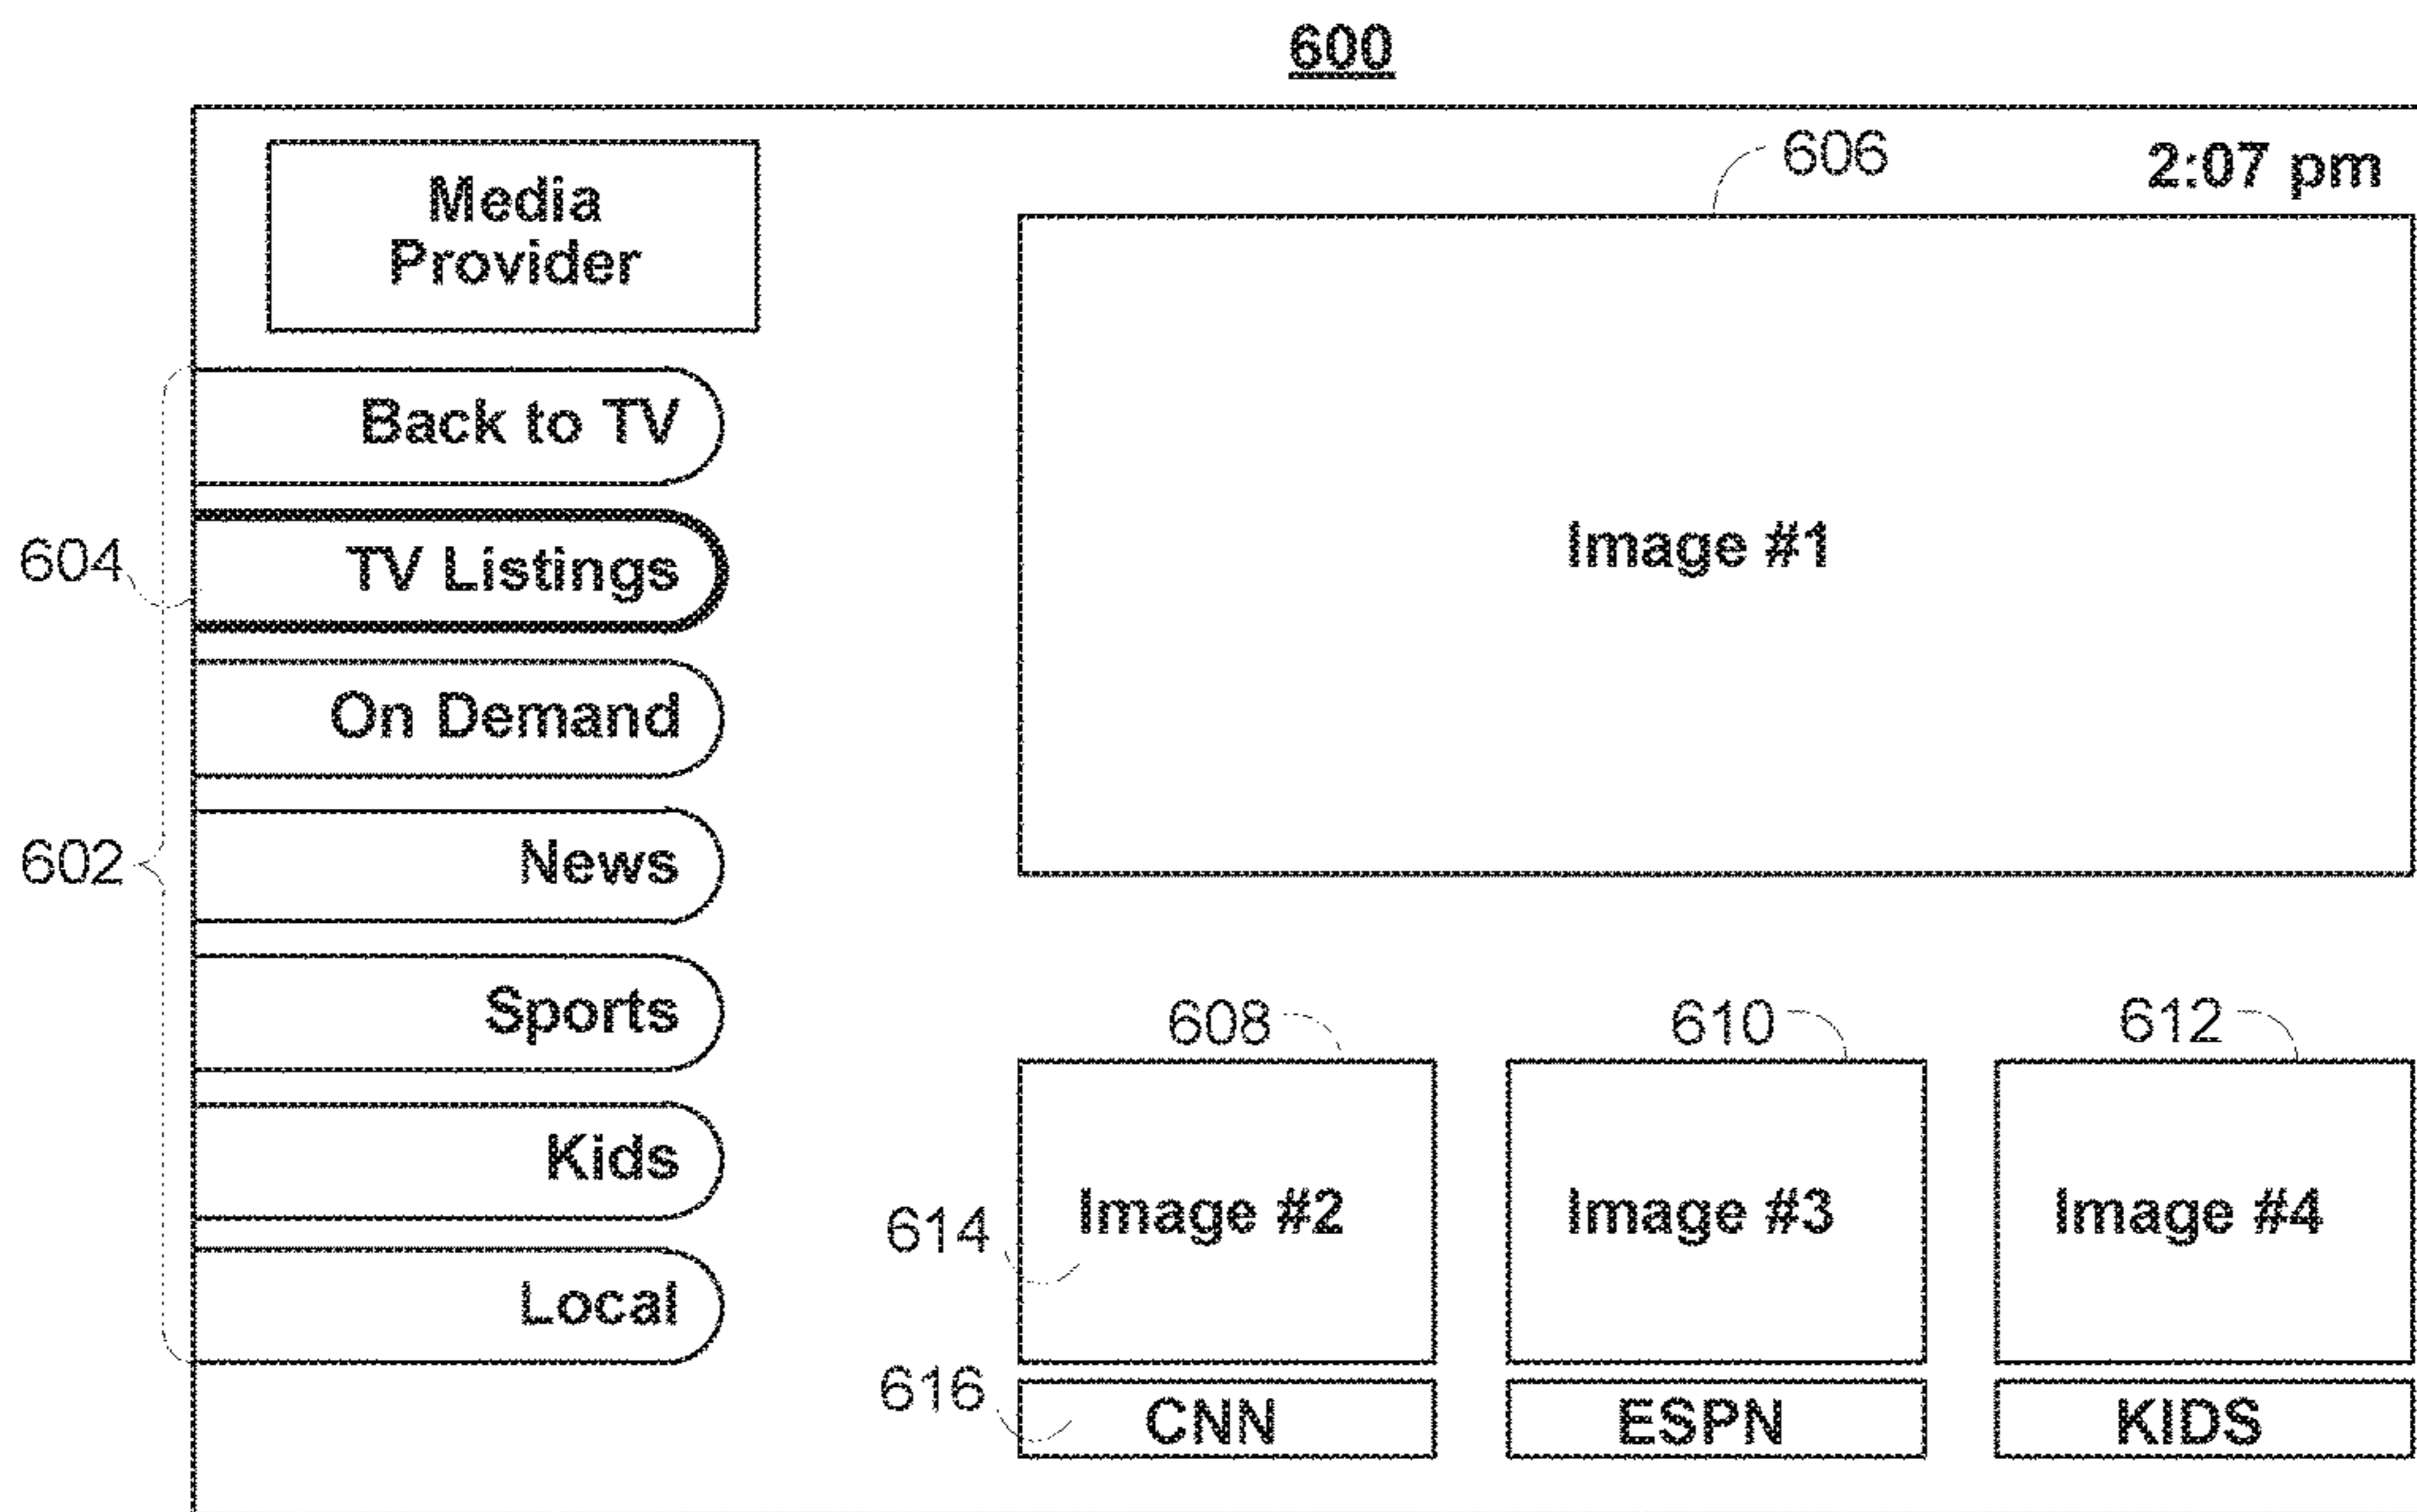 600
606
2:07 pm
Media
Provider
Back to TV
604
TV Listings
Image #1
On Demand
602
News
Sports
608
610
612
Kids
614
Image #2
Image #3
Image #4
Local
616
CNN
ESPN
KIDS